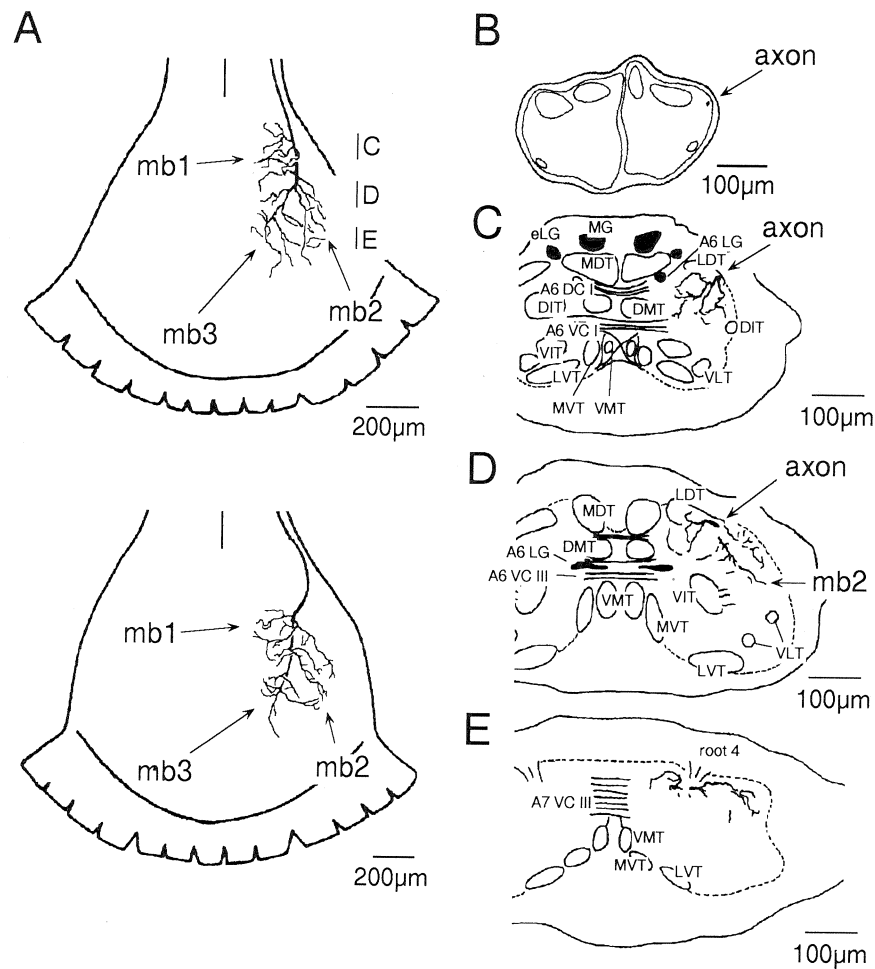 A
mb1
C
D
E
mb3
mb2
200µm
mb1
mb3
mb2
200µm
B
axon
100µm
C
eLG
MG
axon
A6 LG
MDT
LDT
A6 DC I
DIT
DMT
A6 VC I
DIT
VIT
LVT
VLT
MVT
VMT
100µm
D
axon
LDT
MDT
DMT
A6 LG
A6 VC III
mb2
VMT
VIT
MVT
VLT
LVT
100µm
E
root 4
A7 VC III
VMT
MVT
LVT
100µm